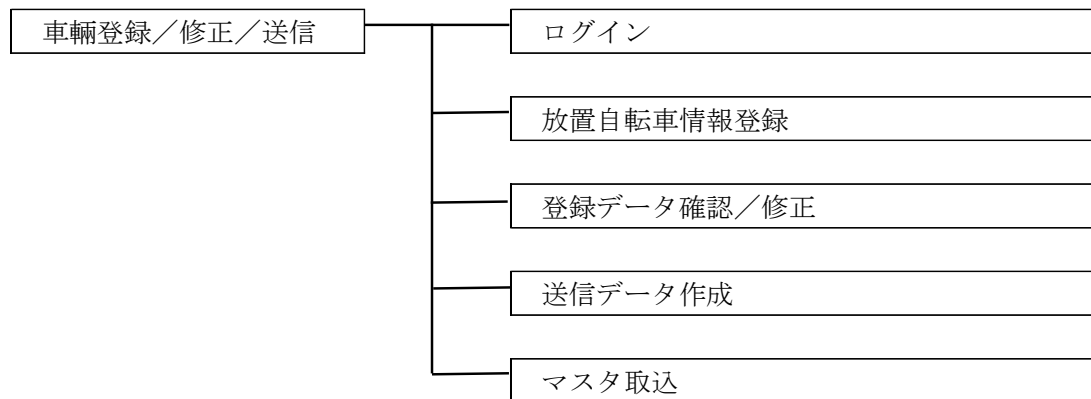 車輌登録／修正／送信
ログイン
放置自転車情報登録
登録データ確認／修正
送信データ作成
マスタ取込